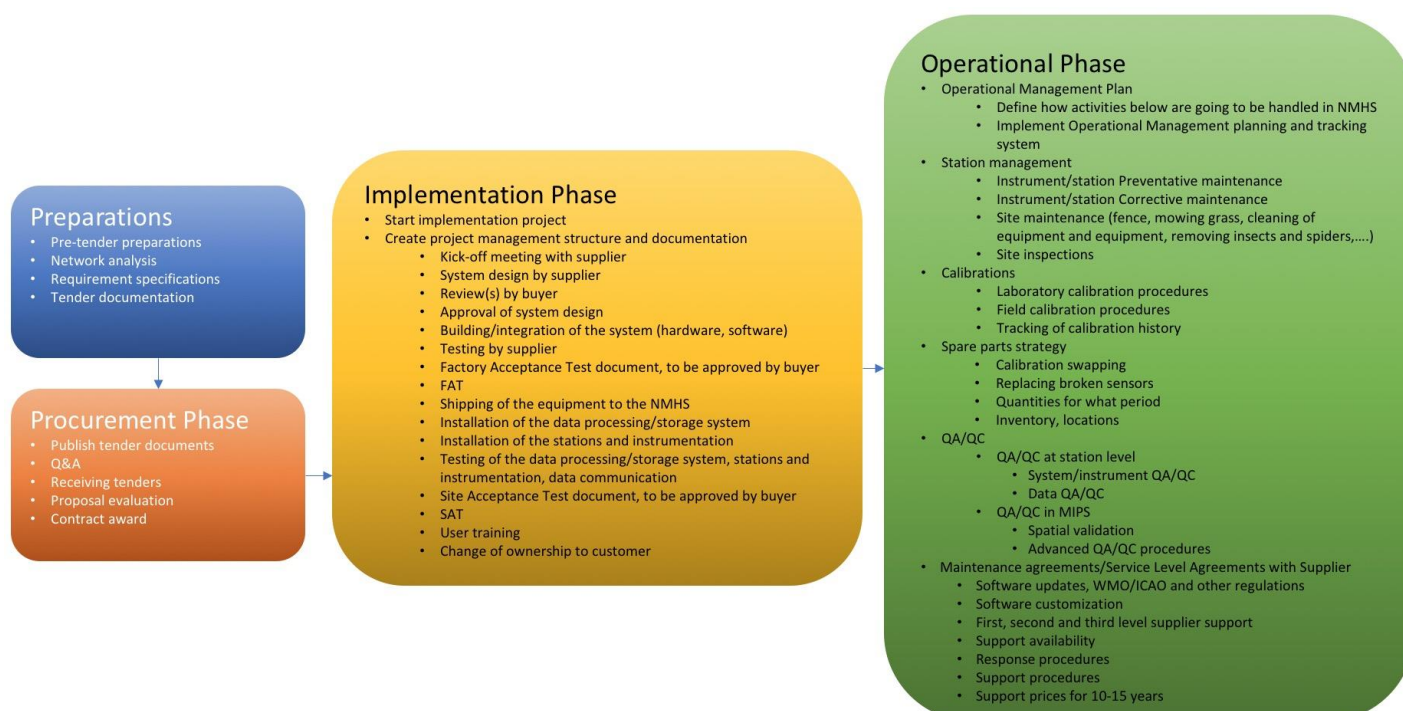 Preparations
• Pre-tender preparations
• Network analysis
• Requirement specifications
• Tender documentation
Procurement Phase
• Publish tender documents
• Q&A
• Receiving tenders
• Proposal evaluation
• Contract award
Implementation Phase
• Start implementation project
• Create project management structure and documentation
• Kick-off meeting with supplier
• System design by supplier
• Review(s) by buyer
• Approval of system design
• Building/integration of the system (hardware, software)
• Testing by supplier
• Factory Acceptance Test document, to be approved by buyer
• FAT
• Shipping of the equipment to the NMHS
• Installation of the data processing/storage system
• Installation of the stations and instrumentation
• Testing of the data processing/storage system, stations and
instrumentation, data communication
• Site Acceptance Test document, to be approved by buyer
• SAT
• User training
• Change of ownership to customer
Operational Phase
• Operational Management Plan
• Define how activities below are going to be handled in NMHS
• Implement Operational Management planning and tracking
system
• Station management
• Instrument/station Preventative maintenance
• Instrument/station Corrective maintenance
• Site maintenance (fence, mowing grass, cleaning of
equipment and equipment, removing insects and spiders,....)
• Site inspections
• Calibrations
• Laboratory calibration procedures
• Field calibration procedures
• Tracking of calibration history
• Spare parts strategy
• Calibration swapping
• Replacing broken sensors
• Quantities for what period
• Inventory, locations
• QA/QC
• QA/QC at station level
• System/instrument QA/QC
• Data QA/QC
• QA/QC in MIPS
• Spatial validation
• Advanced QA/QC procedures
• Maintenance agreements/Service Level Agreements with Supplier
• Software updates, WMO/ICAO and other regulations
• Software customization
• First, second and third level supplier support
• Support availability
• Response procedures
• Support procedures
• Support prices for 10-15 years